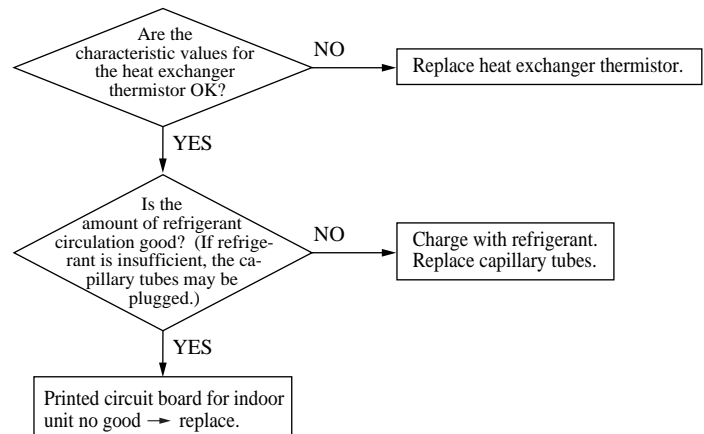 Are the
characteristic values for
the heat exchanger
thermistor OK?
NO
Replace heat exchanger thermistor.
YES
Is the
amount of refrigerant
circulation good? (If refrige-
rant is insufficient, the ca-
pillary tubes may be
plugged.)
NO
Charge with refrigerant.
Replace capillary tubes.
YES
Printed circuit board for indoor
unit no good → replace.